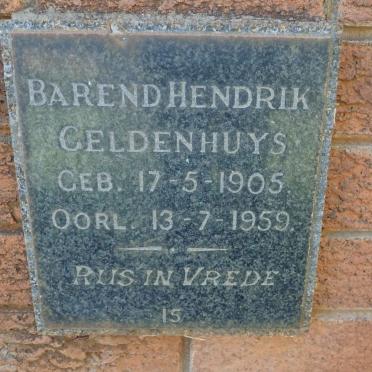 BAREND HENDRIK
GELDENHUYS
GEB. 17-5-1905
OORL. 13-7-1959.
RUS IN VREDE
15